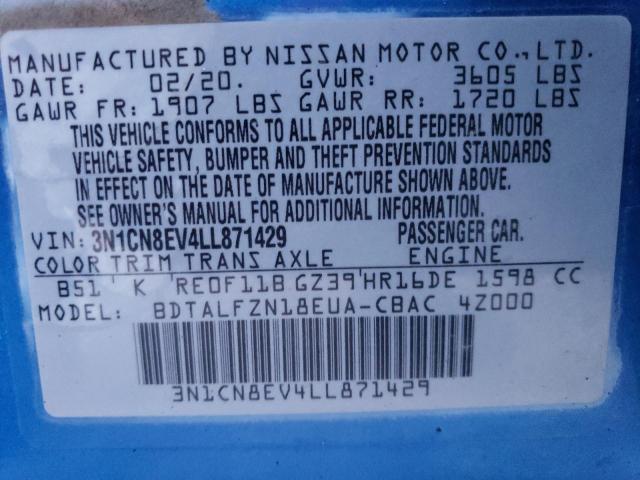 MANUFACTURED BY NISSAN MOTOR CO., LTD.
DATE: 02/20. GVWR: 3605 LBS
GAWR FR: 1907 LBS GAWR RR: 1720 LBS
THIS VEHICLE CONFORMS TO ALL APPLICABLE FEDERAL MOTOR
VEHICLE SAFETY, BUMPER AND THEFT PREVENTION STANDARDS
IN EFFECT ON THE DATE OF MANUFACTURE SHOWN ABOVE.
SEE OWNER'S MANUAL FOR ADDITIONAL INFORMATION.
VIN: 3N1CN8EV4LL871429 PASSENGER CAR.
COLOR TRIM TRANS AXLE ENGINE
B51 K RE0F11B GZ39 HR16DE 1598 CC
MODEL: BDTALFZN18EUA-CBAC 4Z000
3N1CN8EV4LL871429